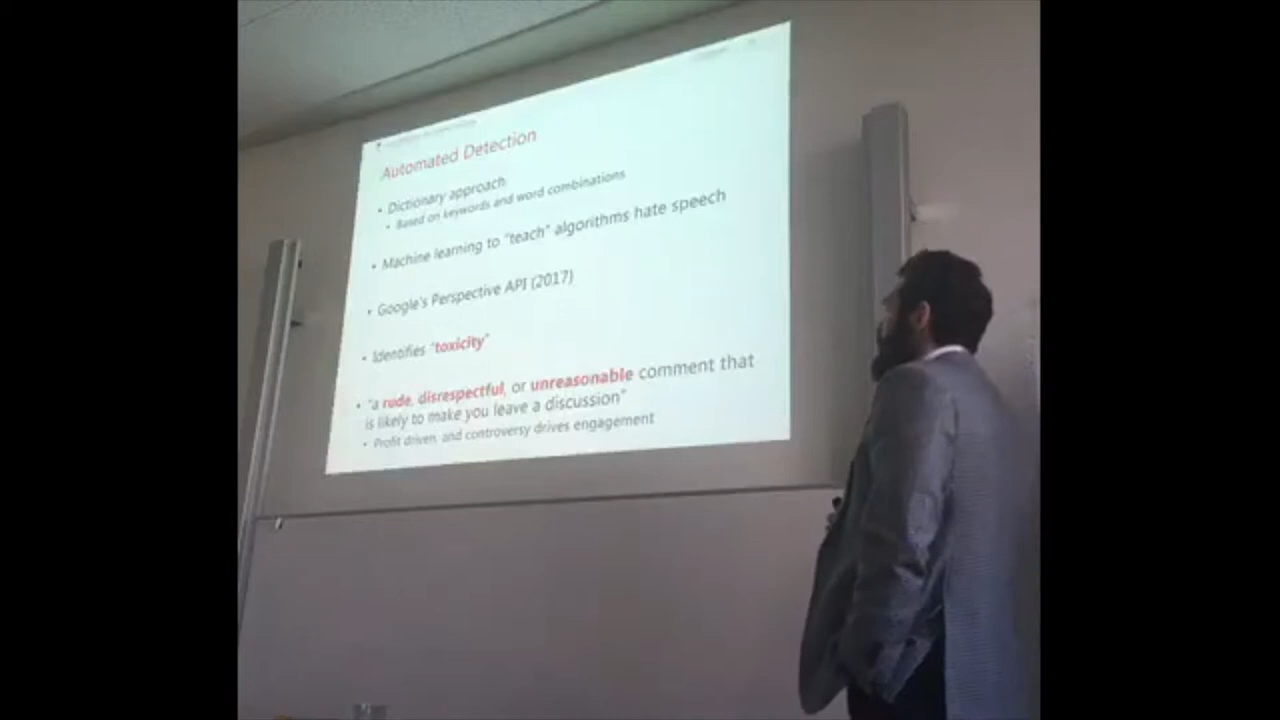 Automated Detection
• Dictionary approach:
• Based on keywords and word combinations
• Machine learning to “teach” algorithms hate speech
• Google's Perspective API (2017)
• Identifies “toxicity”
• “a rude, disrespectful, or unreasonable comment that
is likely to make you leave a discussion”
• Profit driven, and controversy drives engagement